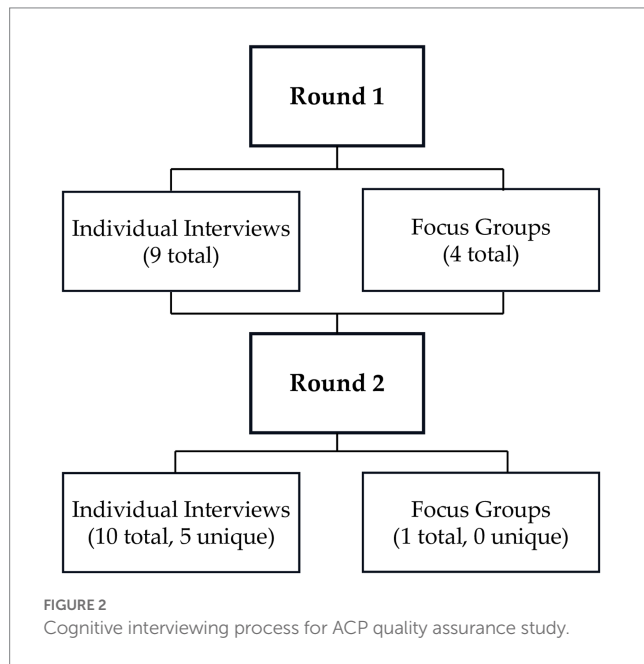 Round 1
Individual Interviews
(9 total)
Focus Groups
(4 total)
Round 2
Individual Interviews
(10 total, 5 unique)
Focus Groups
(1 total, 0 unique)
FIGURE 2
Cognitive interviewing process for ACP quality assurance study.